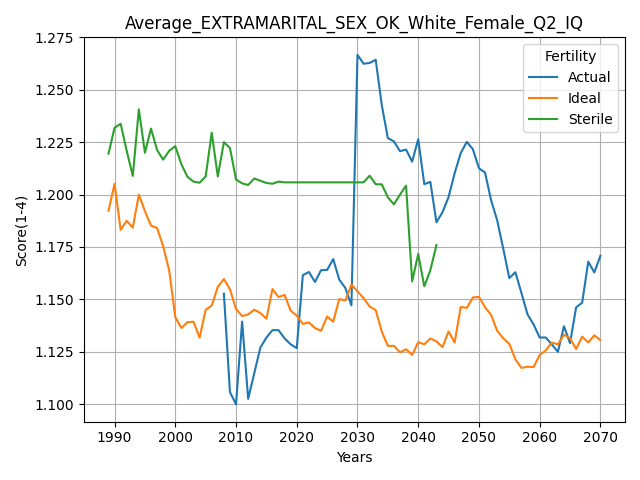 Average_EXTRAMARITAL_SEX_OK_White_Female_Q2_IQ
Score(1-4)
1.275
1.250
1.225
1.200
1.175
1.150
1.125
1.100
Fertility
Actual
Ideal
Sterile
1990 2000 2010 2020 2030 2040 2050 2060 2070
Years